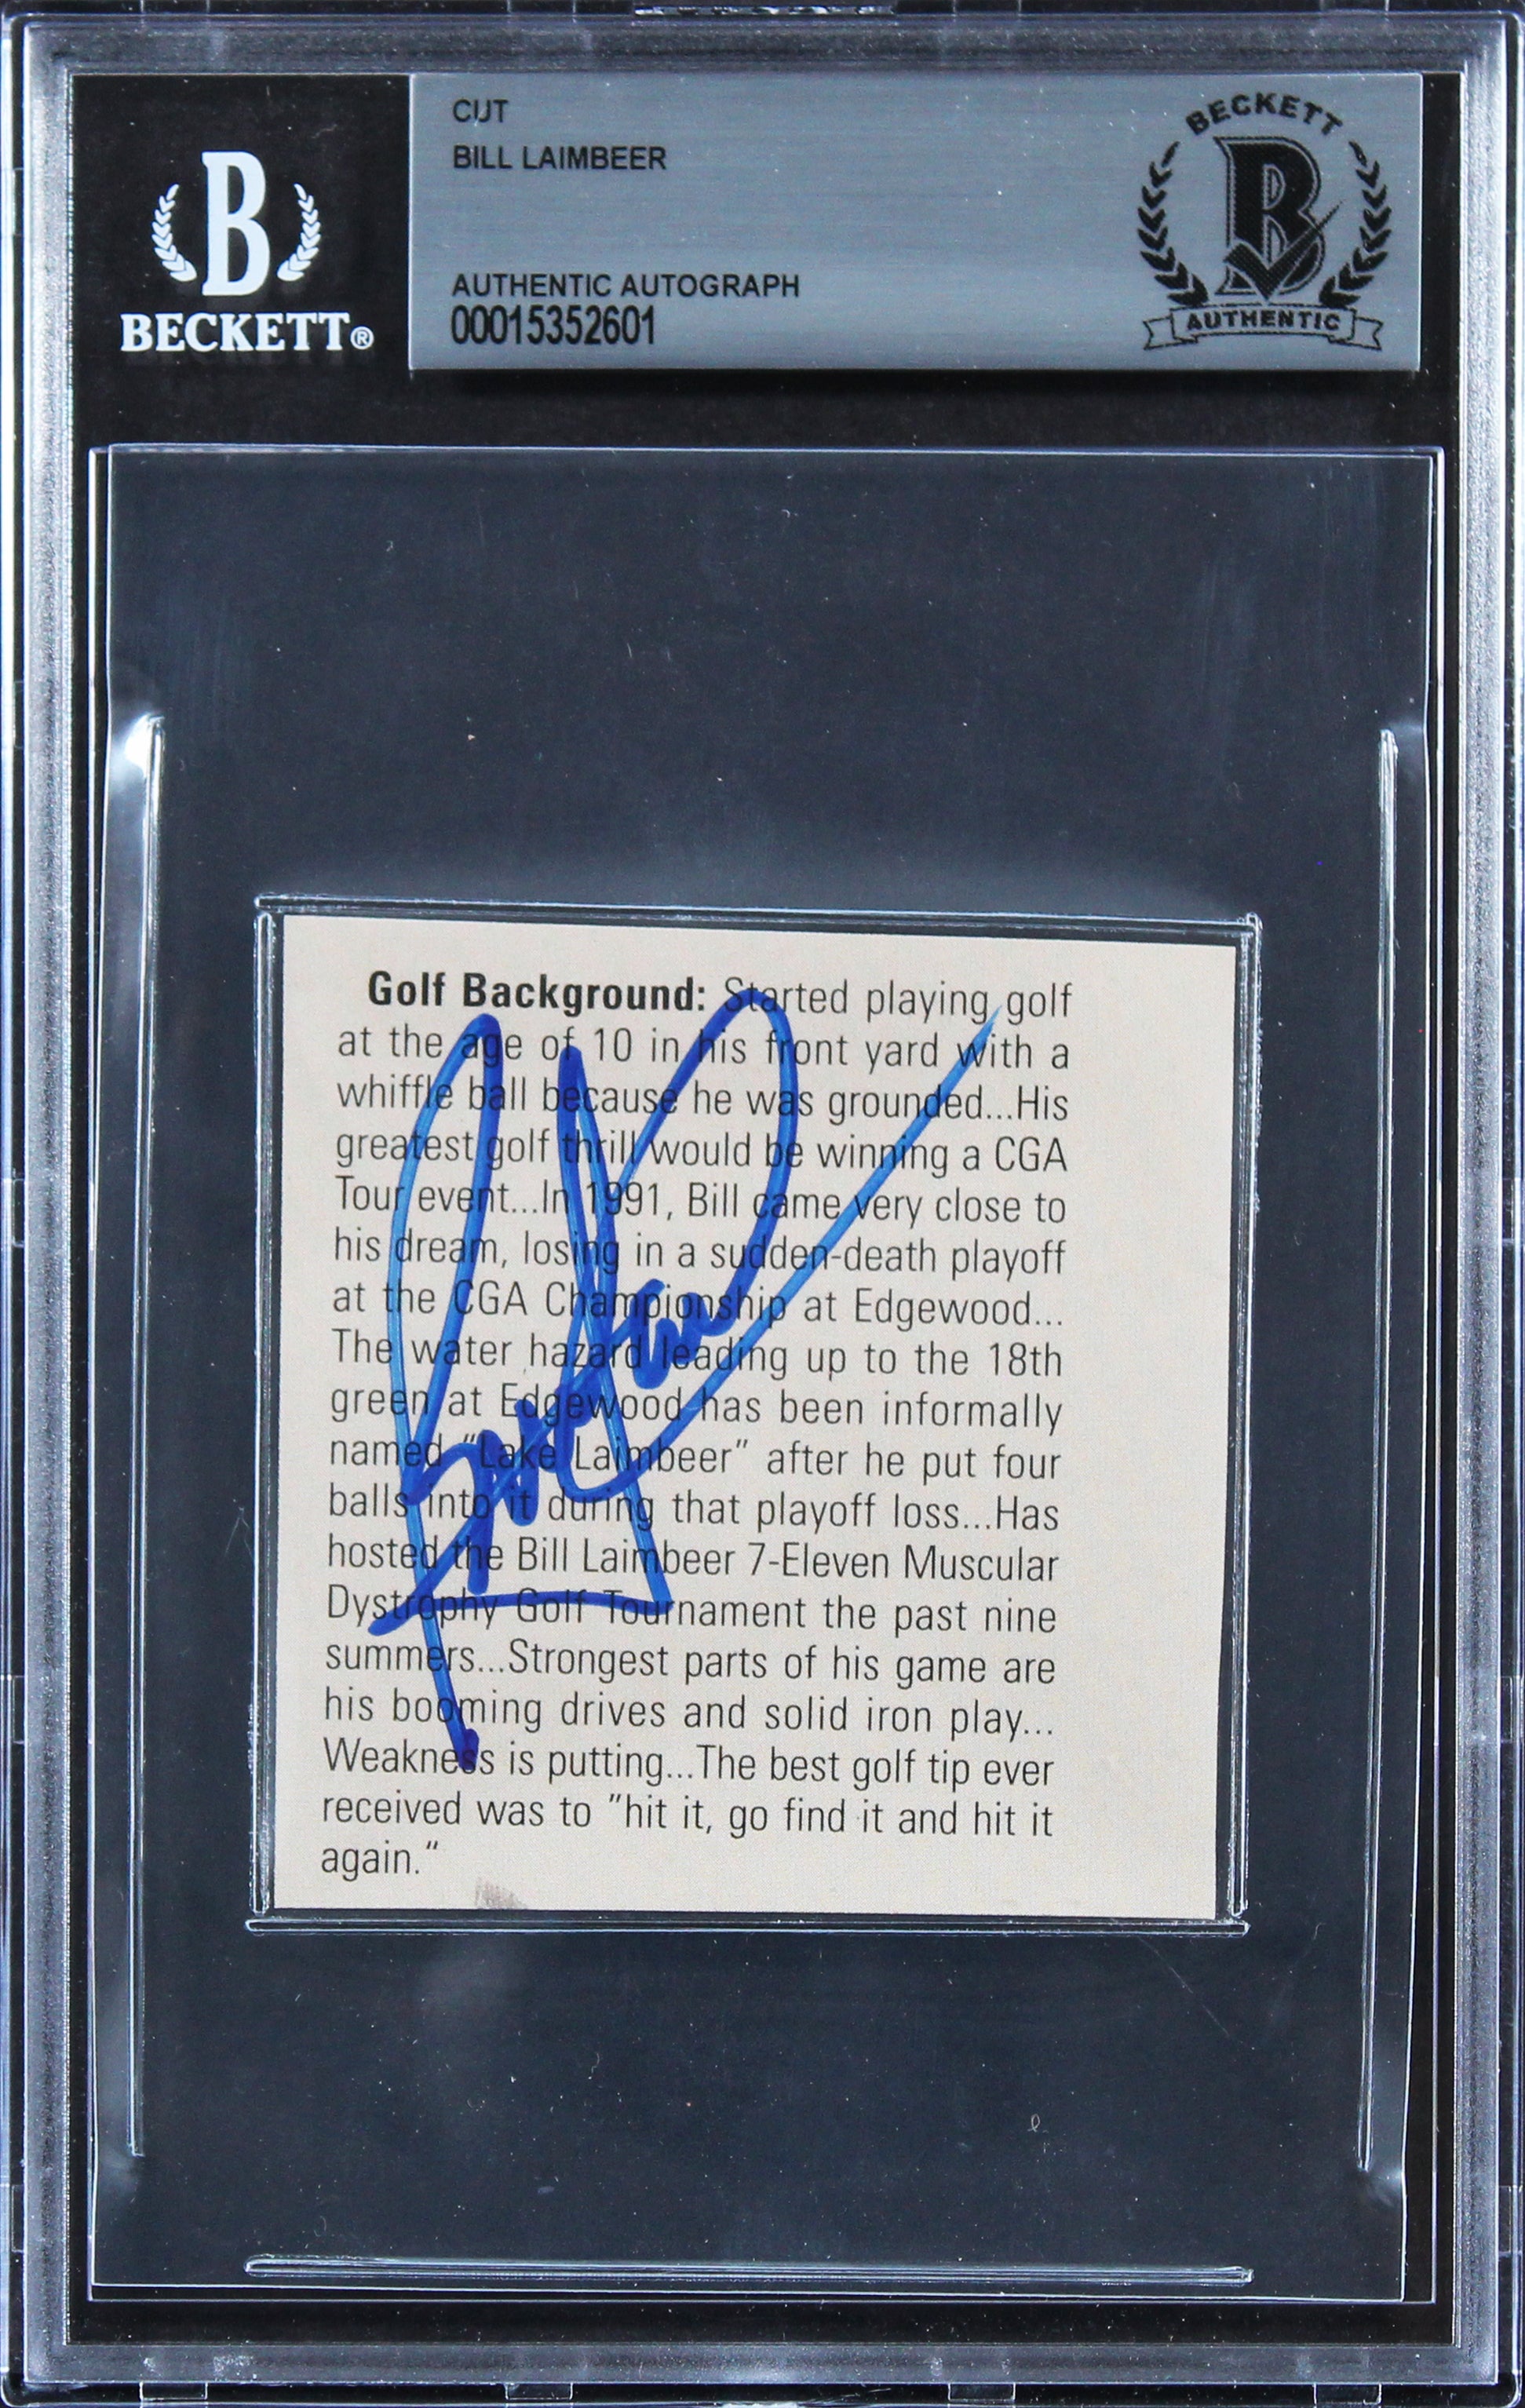 CUT
BILL LAIMBEER
AUTHENTIC AUTOGRAPH
00015352601
B
BECKETT®
BECKETT
B
AUTHENTIC
Golf Background: Started playing golf
at the age of 10 in his front yard with a
whiffle ball because he was grounded...His
greatest golf thrill would be winning a CGA
Tour event...In 1991, Bill came very close to
his dream, losing in a sudden-death playoff
at the CGA Championship at Edgewood...
The water hazard leading up to the 18th
green at Edgewood has been informally
named "Lake Laimbeer" after he put four
balls into it during that playoff loss...Has
hosted the Bill Laimbeer 7-Eleven Muscular
Dystrophy Golf Tournament the past nine
summers...Strongest parts of his game are
his booming drives and solid iron play...
Weakness is putting...The best golf tip ever
received was to "hit it, go find it and hit it
again."